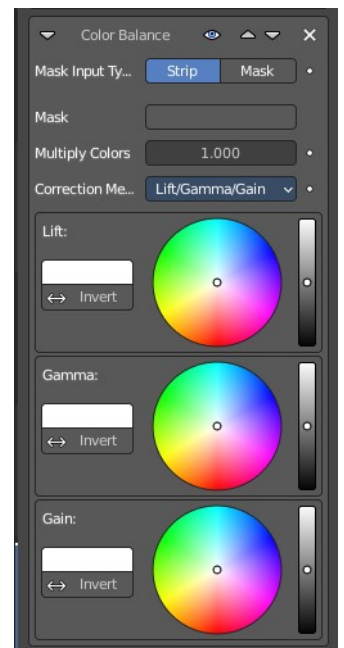 Color Balance
Mask Input Ty... Strip Mask
Mask
Multiply Colors 1.000
Correction Me... Lift/Gamma/Gain
Lift:
Invert
Gamma:
Invert
Gain:
Invert